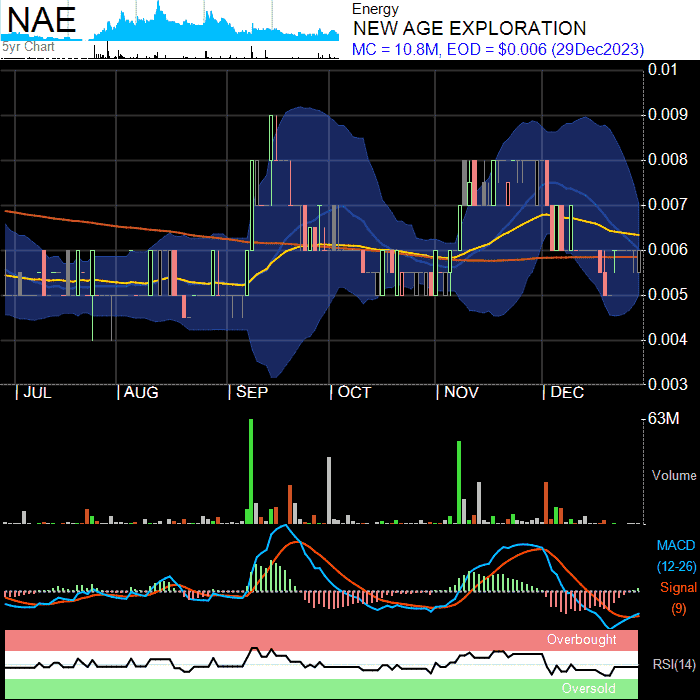 NAE
5yr Chart
Energy
NEW AGE EXPLORATION
MC = 10.8M, EOD = $0.006 (29Dec2023)
0.01
0.009
0.008
0.007
0.006
0.005
0.004
0.003
| JUL | AUG | SEP | OCT | NOV | DEC
63M
Volume
MACD
(12-26)
Signal
(9)
Overbought
RSI(14)
Oversold